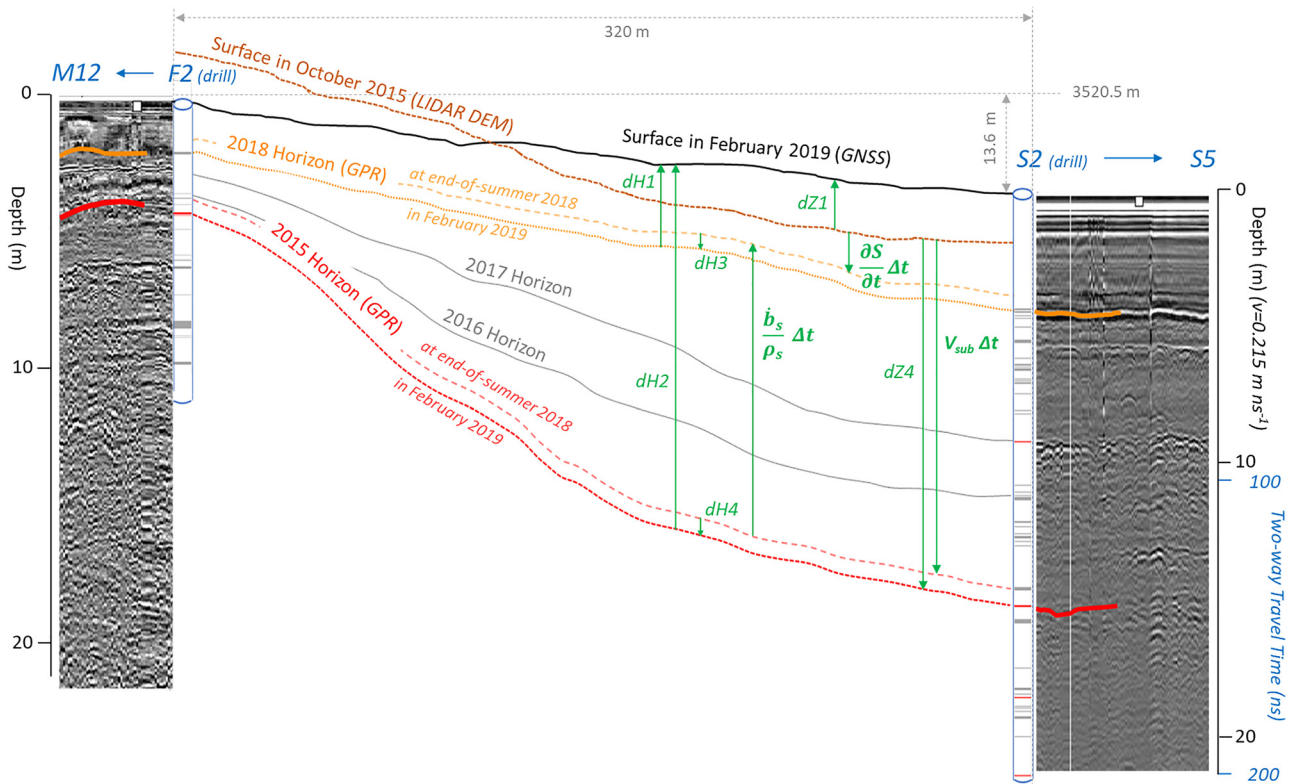 320 m
Surface in October 2015 (LIDAR DEM)
M12
F2 (drill)
0
3520.5 m
13.6 m
Surface in February 2019 (GNSS)
S2 (drill)
S5
2018 Horizon (GPR)
at end-of-summer 2018
in February 2019
dH1
dZ1
0
dH3
∂S/∂t Δt
2015 Horizon (GPR)
2017 Horizon
2016 Horizon
ḃs/ρs Δt
Vsub Δt
dH2
dZ4
at end-of-summer 2018
in February 2019
dH4
10
20
Depth (m)
10
20
Depth (m) (v=0.215 m ns-1)
100
200
Two-way Travel Time (ns)